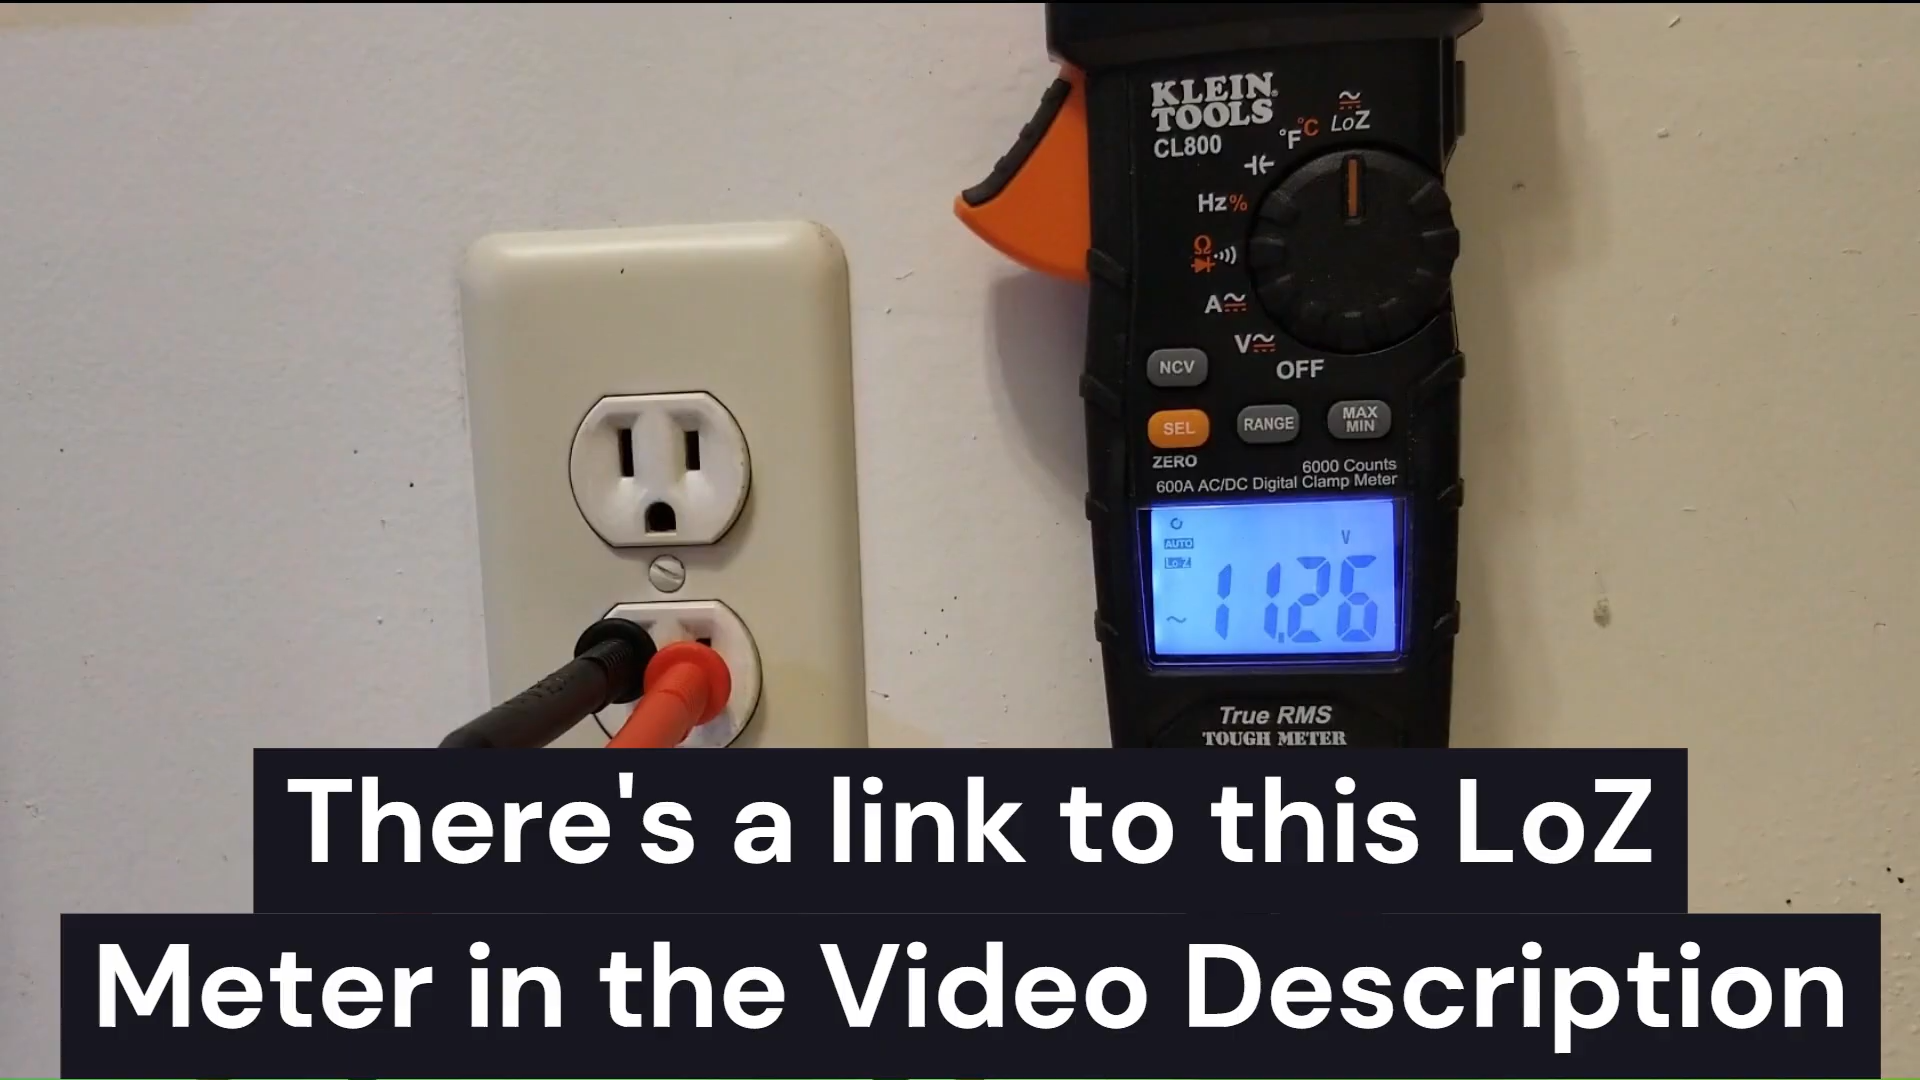 KLEIN
TOOLS
CL800
°F°C
LoZ
Hz%
Ω
A
V
OFF
NCV
SEL
RANGE
MAX
MIN
ZERO
6000 Counts
600A AC/DC Digital Clamp Meter
AUTO
LoZ
V
~ 11.26
True RMS
TOUGH METER
There's a link to this LoZ
Meter in the Video Description